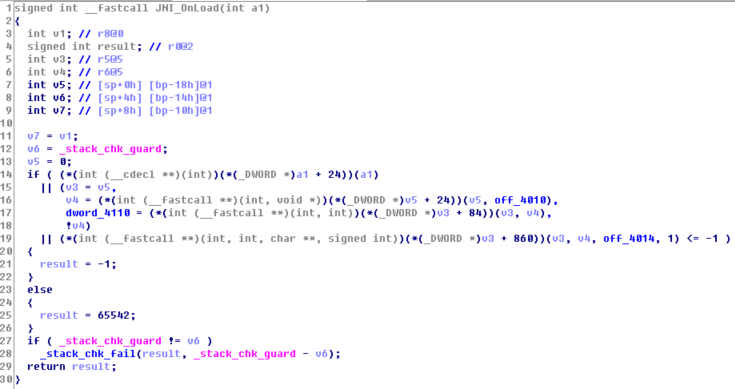 1 signed int __fastcall JNI_OnLoad(int a1)
2 {
3 int v1; // r8@0
4 signed int result; // r0@2
5 int v3; // r5@5
6 int v4; // r6@5
7 int v5; // [sp+0h] [bp-18h]@1
8 int v6; // [sp+4h] [bp-14h]@1
9 int v7; // [sp+8h] [bp-10h]@1
10
11 v7 = v1;
12 v6 = _stack_chk_guard;
13 v5 = 0;
14 if ( (*(int (__cdecl **)(int))(*(_DWORD *)a1 + 24))(a1)
15 || (v3 = v5,
16 v4 = (*(int (__fastcall **)(int, void *))(*(_DWORD *)v5 + 24))(v5, off_4010),
17 dword_4110 = (*(int (__fastcall **)(int, int))(*(_DWORD *)v3 + 84))(v3, v4),
18 !v4)
19 || (*(int (__fastcall **)(int, int, char **, signed int))(*(_DWORD *)v3 + 860))(v3, v4, off_4014, 1) <= -1 )
20 {
21 result = -1;
22 }
23 else
24 {
25 result = 65542;
26 }
27 if ( _stack_chk_guard != v6 )
28 _stack_chk_fail(result, _stack_chk_guard - v6);
29 return result;
30 }